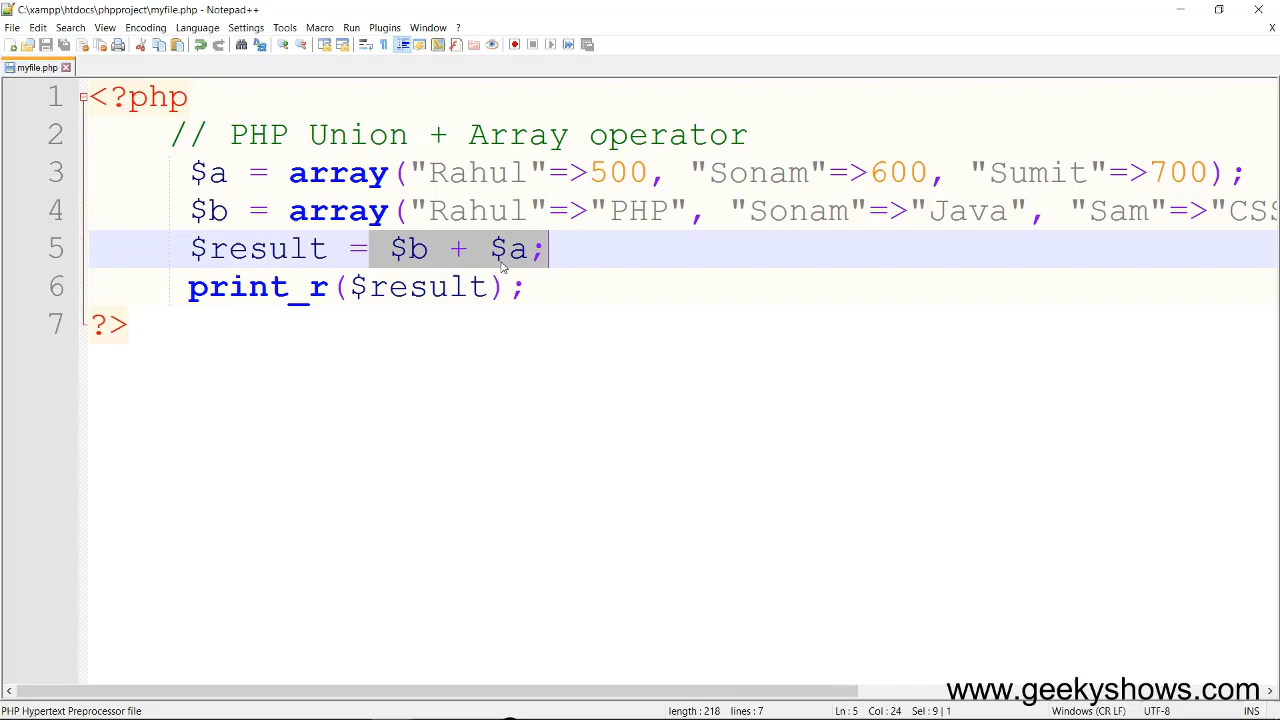 C:\xampp\htdocs\phpproject\myfile.php - Notepad++
File Edit Search View Encoding Language Settings Tools Macro Run Plugins Window ? X
myfile.php
1 <?php
2 // PHP Union + Array operator
3 $a = array("Rahul"=>500, "Sonam"=>600, "Sumit"=>700);
4 $b = array("Rahul"=>"PHP", "Sonam"=>"Java", "Sam"=>"CSS
5 $result = $b + $a;
6 print_r($result);
7 ?>
www.geekyshows.com
PHP Hypertext Preprocessor file length : 218 lines : 7 Ln : 5 Col : 24 Sel : 9 | 1 Windows (CR LF) UTF-8 INS